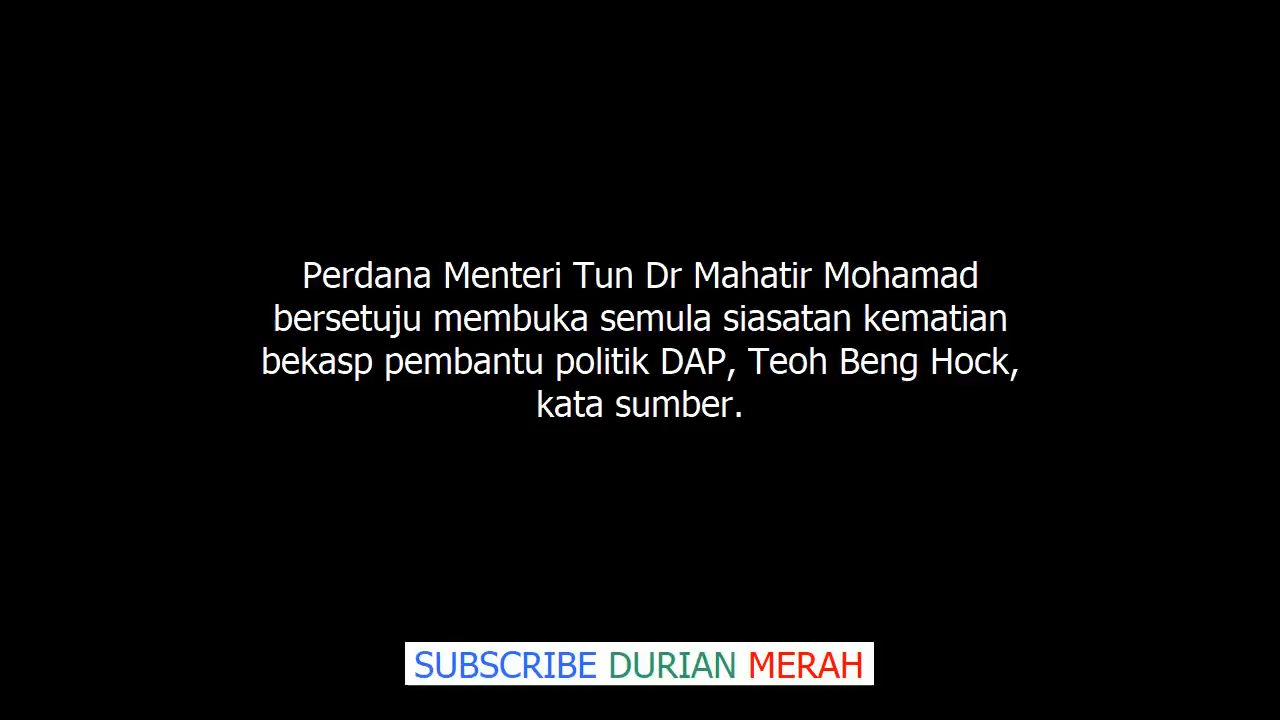 Perdana Menteri Tun Dr Mahatir Mohamad
bersetuju membuka semula siasatan kematian
bekasp pembantu politik DAP, Teoh Beng Hock,
kata sumber.
SUBSCRIBE DURIAN MERAH